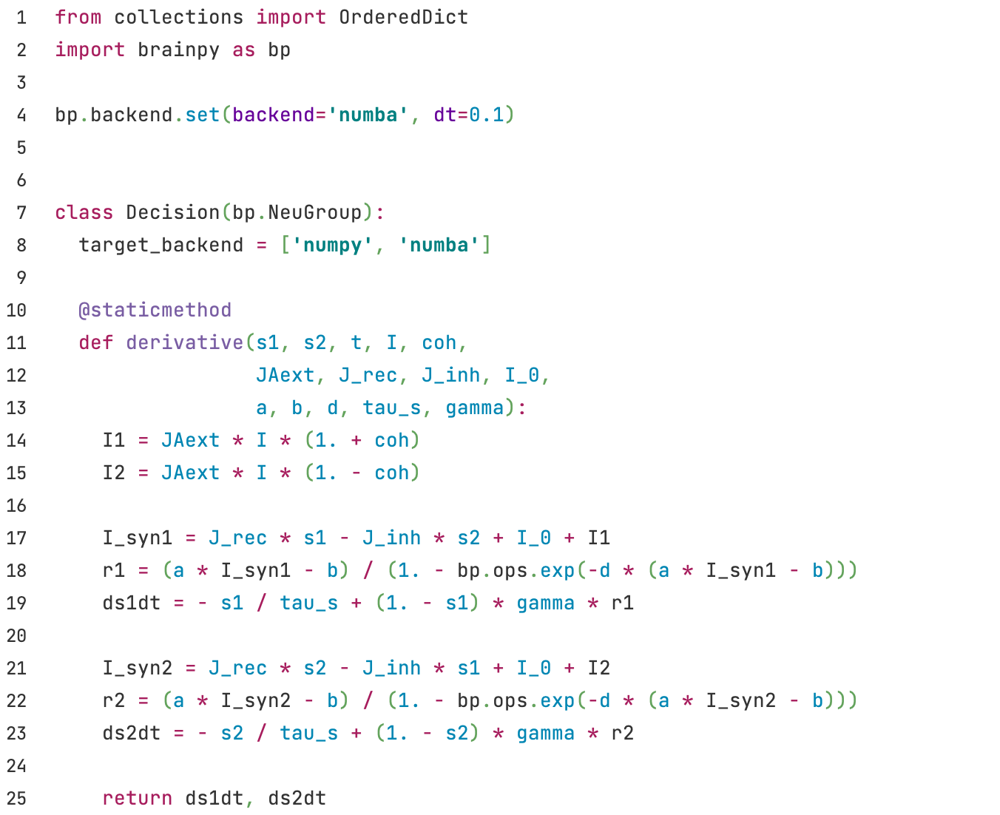 1 from collections import OrderedDict
2 import brainpy as bp
3
4 bp.backend.set(backend='numba', dt=0.1)
5
6
7 class Decision(bp.NeuGroup):
8   target_backend = ['numpy', 'numba']
9
10   @staticmethod
11   def derivative(s1, s2, t, I, coh,
12                  JAext, J_rec, J_inh, I_0,
13                  a, b, d, tau_s, gamma):
14     I1 = JAext * I * (1. + coh)
15     I2 = JAext * I * (1. - coh)
16
17     I_syn1 = J_rec * s1 - J_inh * s2 + I_0 + I1
18     r1 = (a * I_syn1 - b) / (1. - bp.ops.exp(-d * (a * I_syn1 - b)))
19     ds1dt = - s1 / tau_s + (1. - s1) * gamma * r1
20
21     I_syn2 = J_rec * s2 - J_inh * s1 + I_0 + I2
22     r2 = (a * I_syn2 - b) / (1. - bp.ops.exp(-d * (a * I_syn2 - b)))
23     ds2dt = - s2 / tau_s + (1. - s2) * gamma * r2
24
25     return ds1dt, ds2dt